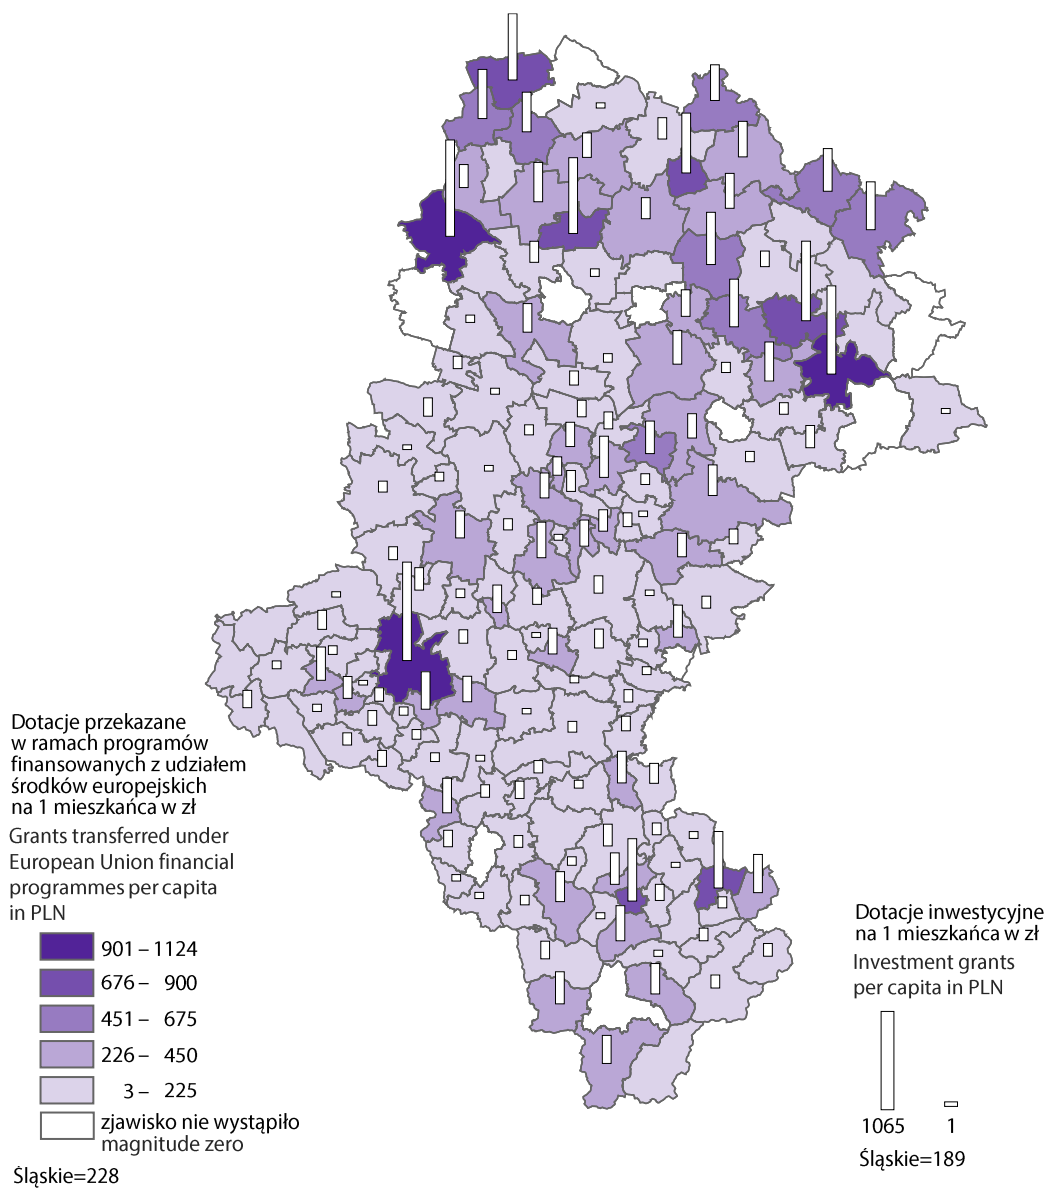 Dotacje przekazane
w ramach programów
finansowanych z udziałem
środków europejskich
na 1 mieszkańca w zł
Grants transferred under
European Union financial
programmes per capita
in PLN
901 – 1124
676 – 900
451 – 675
226 – 450
3 – 225
zjawisko nie wystąpiło
magnitude zero
Śląskie=228
Dotacje inwestycyjne
na 1 mieszkańca w zł
Investment grants
per capita in PLN
1065 1
Śląskie=189